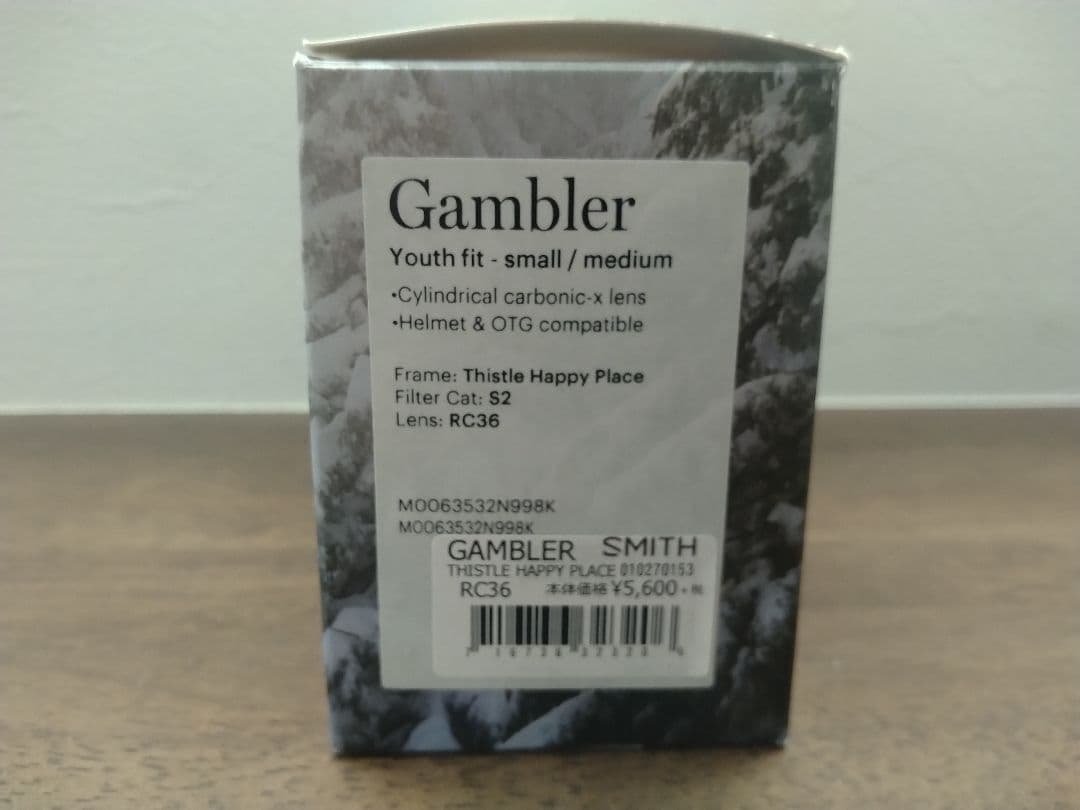 Gambler
Youth fit - small / medium
•Cylindrical carbonic-x lens
•Helmet & OTG compatible
Frame: Thistle Happy Place
Filter Cat: S2
Lens: RC36
M0063532N998K
M0063532N998K
GAMBLER SMITH
THISTLE HAPPY PLACE 010270153
RC36 本体価格 ¥5,600+税